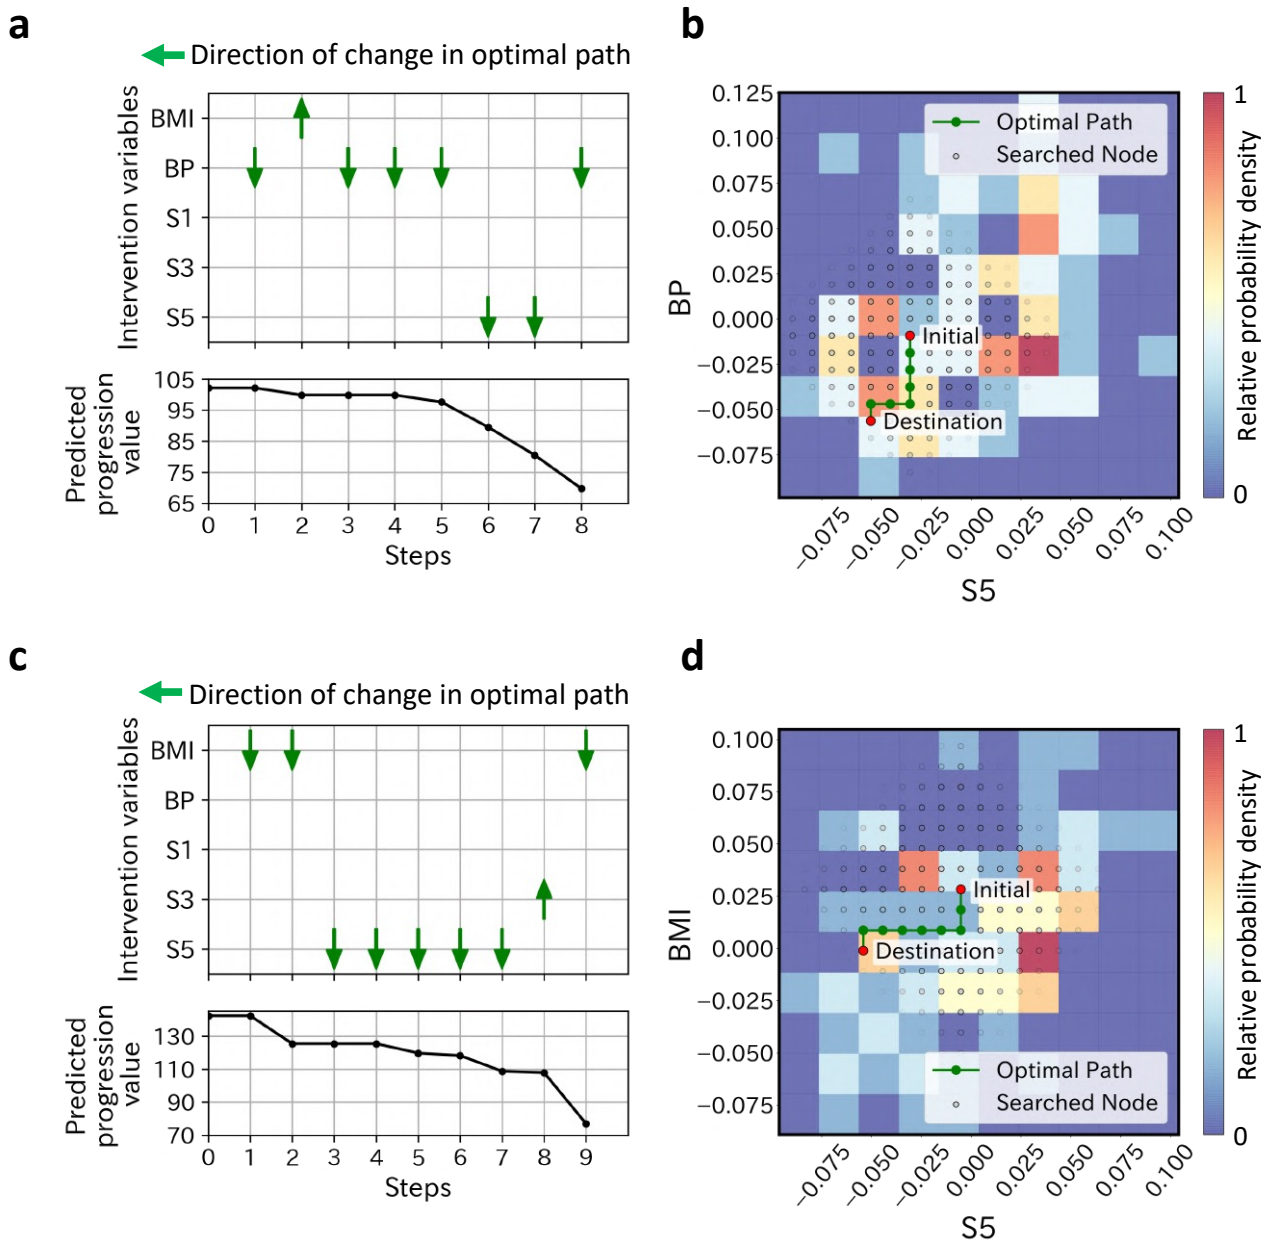 a
Direction of change in optimal path
Intervention variables
BMI
BP
S1
S3
S5
Predicted
progression
value
105
95
85
75
65
0 1 2 3 4 5 6 7 8
Steps
b
BP
0.125
0.100
0.075
0.050
0.025
0.000
−0.025
−0.050
−0.075
Optimal Path
Searched Node
Initial
Destination
−0.075 −0.050 −0.025 0.000 0.025 0.050 0.075 0.100
S5
1
Relative probability density
0
c
Direction of change in optimal path
Intervention variables
BMI
BP
S1
S3
S5
Predicted
progression
value
130
110
90
70
0 1 2 3 4 5 6 7 8 9
Steps
d
BMI
0.100
0.075
0.050
0.025
0.000
−0.025
−0.050
−0.075
Initial
Destination
Optimal Path
Searched Node
−0.075 −0.050 −0.025 0.000 0.025 0.050 0.075 0.100
S5
1
Relative probability density
0